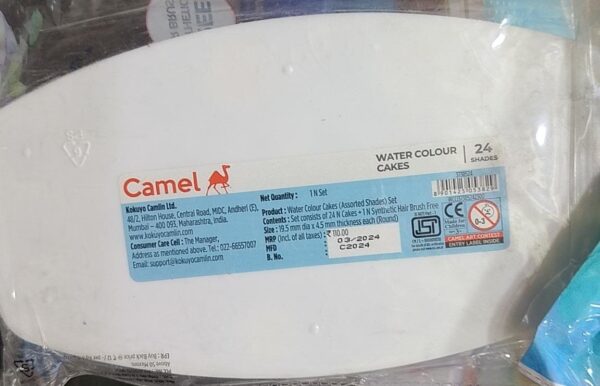 Camel
WATER COLOUR CAKES
24 SHADES
Kokuyo Camlin Ltd.
48/2, Hilton House, Central Road, MIDC, Andheri (E),
Mumbai – 400 093, Maharashtra, India.
www.kokuyocamlin.com
Consumer Care Cell : The Manager,
Address as mentioned above. Tel.: 022-66557007
Email: support@kokuyocamlin.com
Net Quantity : 1 N Set
Product : Water Colour Cakes (Assorted Shades) Set
Contents : Set consists of 24 N Cakes + 1 N Synthetic Hair Brush Free
Size : 19.5 mm dia x 4.5 mm thickness each (Round)
MRP (Incl. of all taxes) : ₹ 110.00
MFD 03/2024
B. No. C2024
CE
0-3
CAMEL ART CONTEST
ENTRY LABEL INSIDE